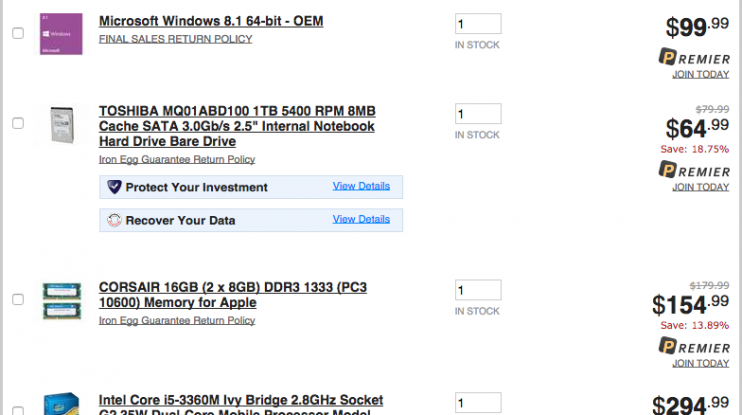 Microsoft Windows 8.1 64-bit - OEM
FINAL SALES RETURN POLICY
1
IN STOCK
$99.99
PREMIER
JOIN TODAY
TOSHIBA MQ01ABD100 1TB 5400 RPM 8MB
Cache SATA 3.0Gb/s 2.5" Internal Notebook
Hard Drive Bare Drive
Iron Egg Guarantee Return Policy
Protect Your Investment View Details
Recover Your Data View Details
1
IN STOCK
$79.99
$64.99
Save: 18.75%
PREMIER
JOIN TODAY
CORSAIR 16GB (2 x 8GB) DDR3 1333 (PC3
10600) Memory for Apple
Iron Egg Guarantee Return Policy
1
IN STOCK
$179.99
$154.99
Save: 13.89%
PREMIER
JOIN TODAY
Intel Core i5-3360M Ivy Bridge 2.8GHz Socket
G2 35W Dual-Core Mobile Processor Model
1
$294.99